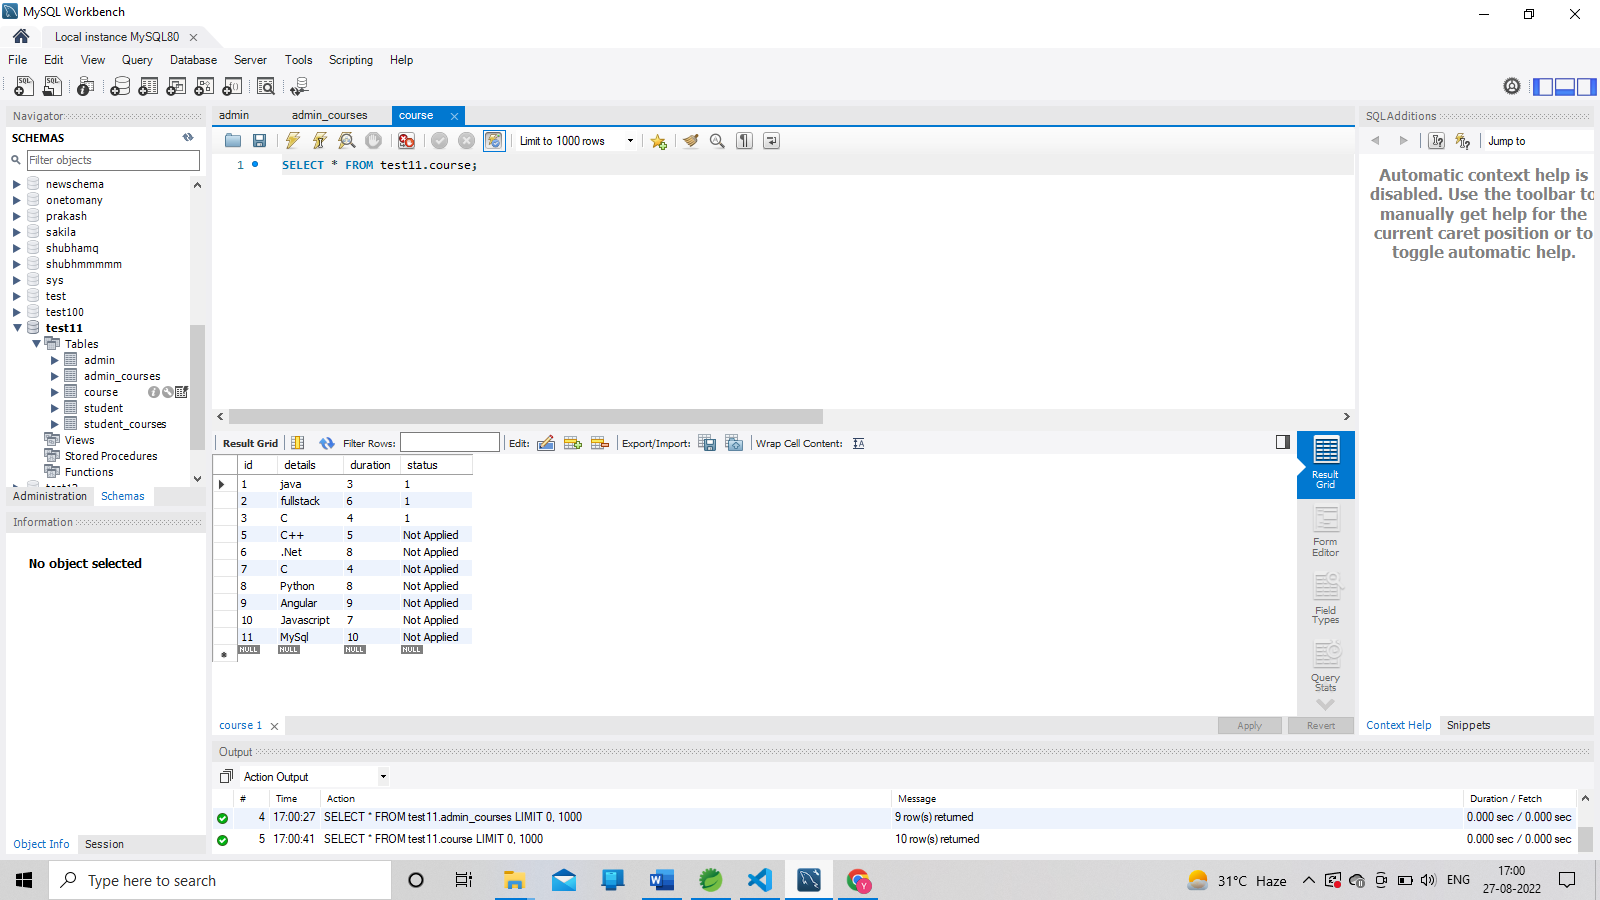 MySQL Workbench
Local instance MySQL80
File Edit View Query Database Server Tools Scripting Help
Navigator
SCHEMAS
Filter objects
newschema
onetomany
prakash
sakila
shubhamq
shubhmmmmm
sys
test
test100
test11
Tables
admin
admin_courses
course
student
student_courses
Views
Stored Procedures
Functions
Administration Schemas
Information
No object selected
Object Info Session
admin admin_courses course
Limit to 1000 rows
1 SELECT * FROM test11.course;
Result Grid Filter Rows: Edit: Export/Import: Wrap Cell Content:
id details duration status
1 java 3 1
2 fullstack 6 1
3 C 4 1
5 C++ 5 Not Applied
6 .Net 8 Not Applied
7 C 4 Not Applied
8 Python 8 Not Applied
9 Angular 9 Not Applied
10 Javascript 7 Not Applied
11 MySql 10 Not Applied
NULL NULL NULL NULL
Result
Grid
Form
Editor
Field
Types
Query
Stats
course 1
Apply Revert
SQLAdditions
Jump to
Automatic context help is
disabled. Use the toolbar to
manually get help for the
current caret position or to
toggle automatic help.
Context Help Snippets
Output
Action Output
# Time Action Message Duration / Fetch
4 17:00:27 SELECT * FROM test11.admin_courses LIMIT 0, 1000 9 row(s) returned 0.000 sec / 0.000 sec
5 17:00:41 SELECT * FROM test11.course LIMIT 0, 1000 10 row(s) returned 0.000 sec / 0.000 sec
Type here to search
31°C Haze
ENG
17:00
27-08-2022